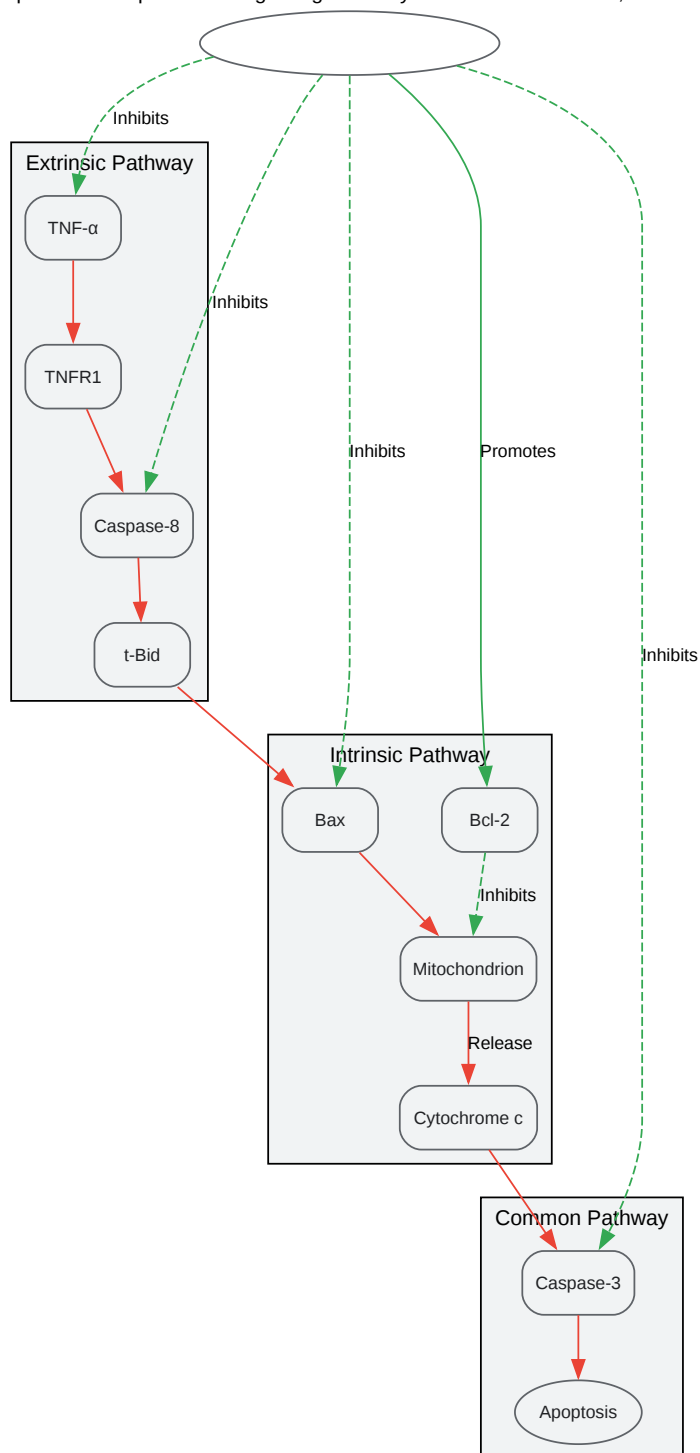 Inhibits
Extrinsic Pathway
TNF-α
Inhibits
TNFR1
Inhibits
Promotes
Caspase-8
t-Bid
Inhibits
Intrinsic Pathway
Bax
Bcl-2
Inhibits
Mitochondrion
Release
Cytochrome c
Common Pathway
Caspase-3
Apoptosis